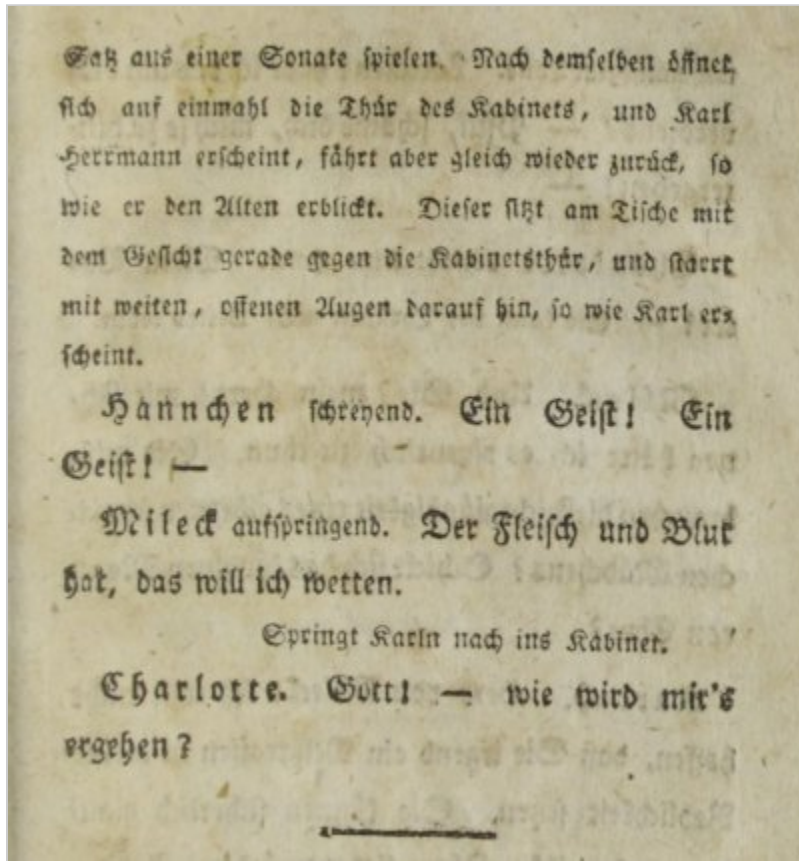 Satz aus einer Sonate spielen. Nach demselben öffnet
sich auf einmahl die Thür des Kabinets, und Karl
Herrmann erscheint, fährt aber gleich wieder zurück, so
wie er den Alten erblickt. Dieser sitzt am Tische mit
dem Gesicht gerade gegen die Kabinetsthür, und starrt
mit weiten, offenen Augen darauf hin, so wie Karl er-
scheint.
Hannchen schreyend. Ein Geist! Ein
Geist! —
Mileck aufspringend. Der Fleisch und Blut
hat, das will ich wetten.
Springt Karln nach ins Kabinet.
Charlotte. Gott! — wie wird mir's
ergehen?